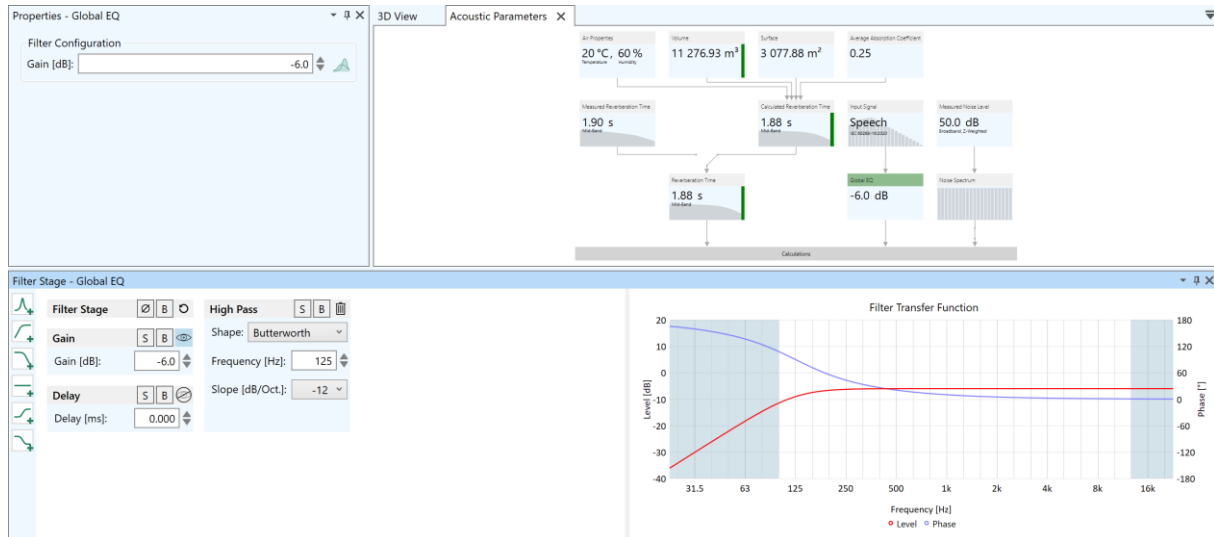 Properties - Global EQ
Filter Configuration
Gain [dB]: -6.0
3D View
Acoustic Parameters
Air Properties
20 °C, 60 %
Temperature Humidity
Volume
11 276.93 m³
Surface
3 077.88 m²
Average Absorption Coefficient
0.25
Measured Reverberation Time
1.90 s
Mid-Band
Calculated Reverberation Time
1.88 s
Mid-Band
Input Signal
Speech
Measured Noise Level
50.0 dB
Broadband, Z-Weighted
Reverberation Time
1.88 s
Mid-Band
Global EQ
-6.0 dB
Noise Spectrum
Calculations
Filter Stage - Global EQ
Filter Stage
Ø B
Gain
S B
Gain [dB]: -6.0
Delay
S B
Delay [ms]: 0.000
High Pass
S B
Shape: Butterworth
Frequency [Hz]: 125
Slope [dB/Oct.]: -12
Filter Transfer Function
Level [dB]
20
10
0
-10
-20
-30
-40
180
120
60
0
-60
-120
-180
Phase [°]
31.5 63 125 250 500 1k 2k 4k 8k 16k
Frequency [Hz]
Level Phase